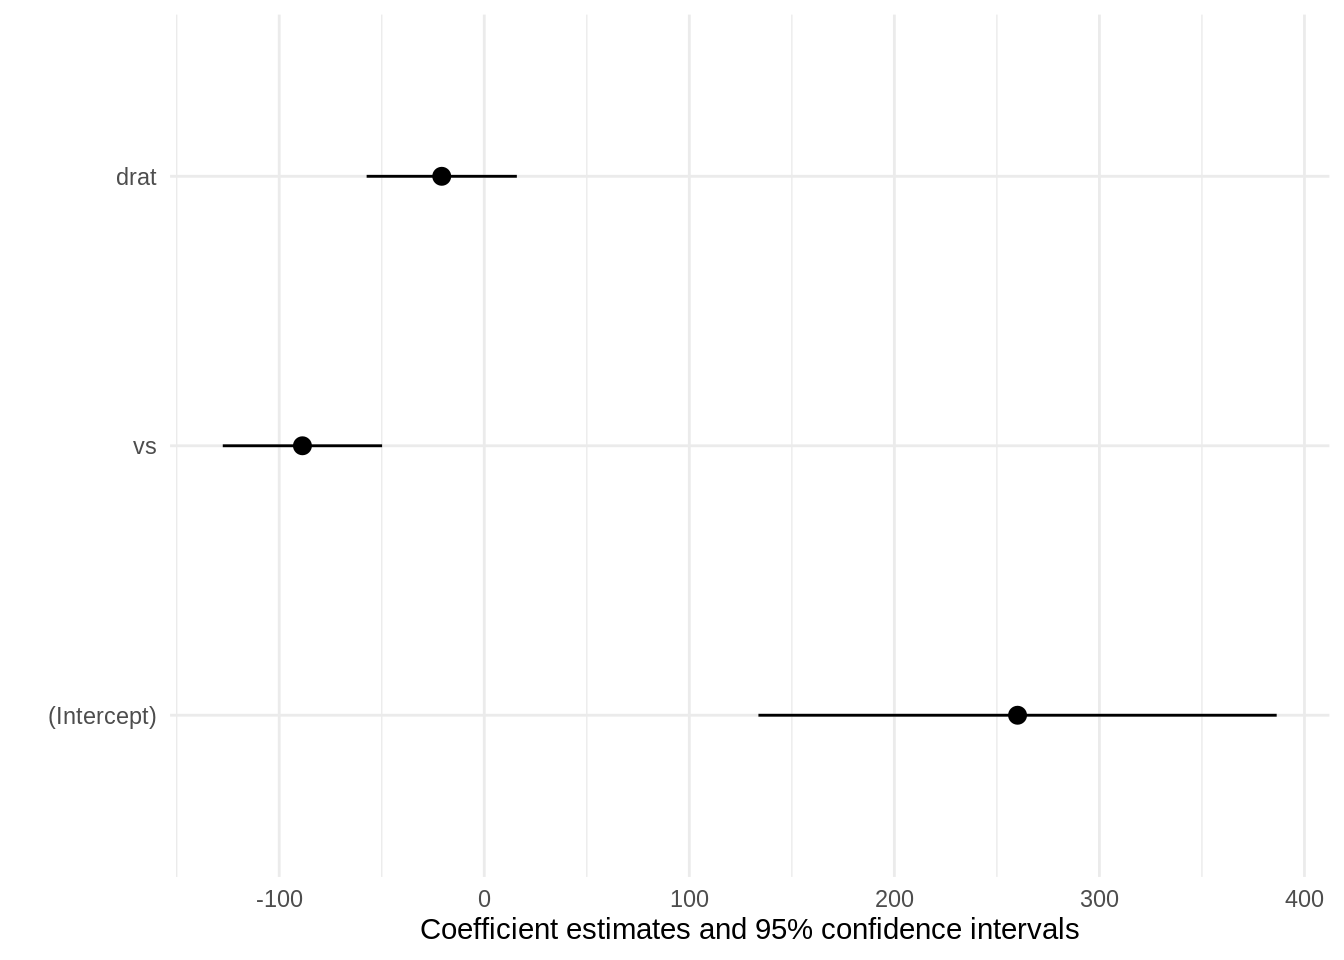 drat
vs
(Intercept)
-100 0 100 200 300 400
Coefficient estimates and 95% confidence intervals